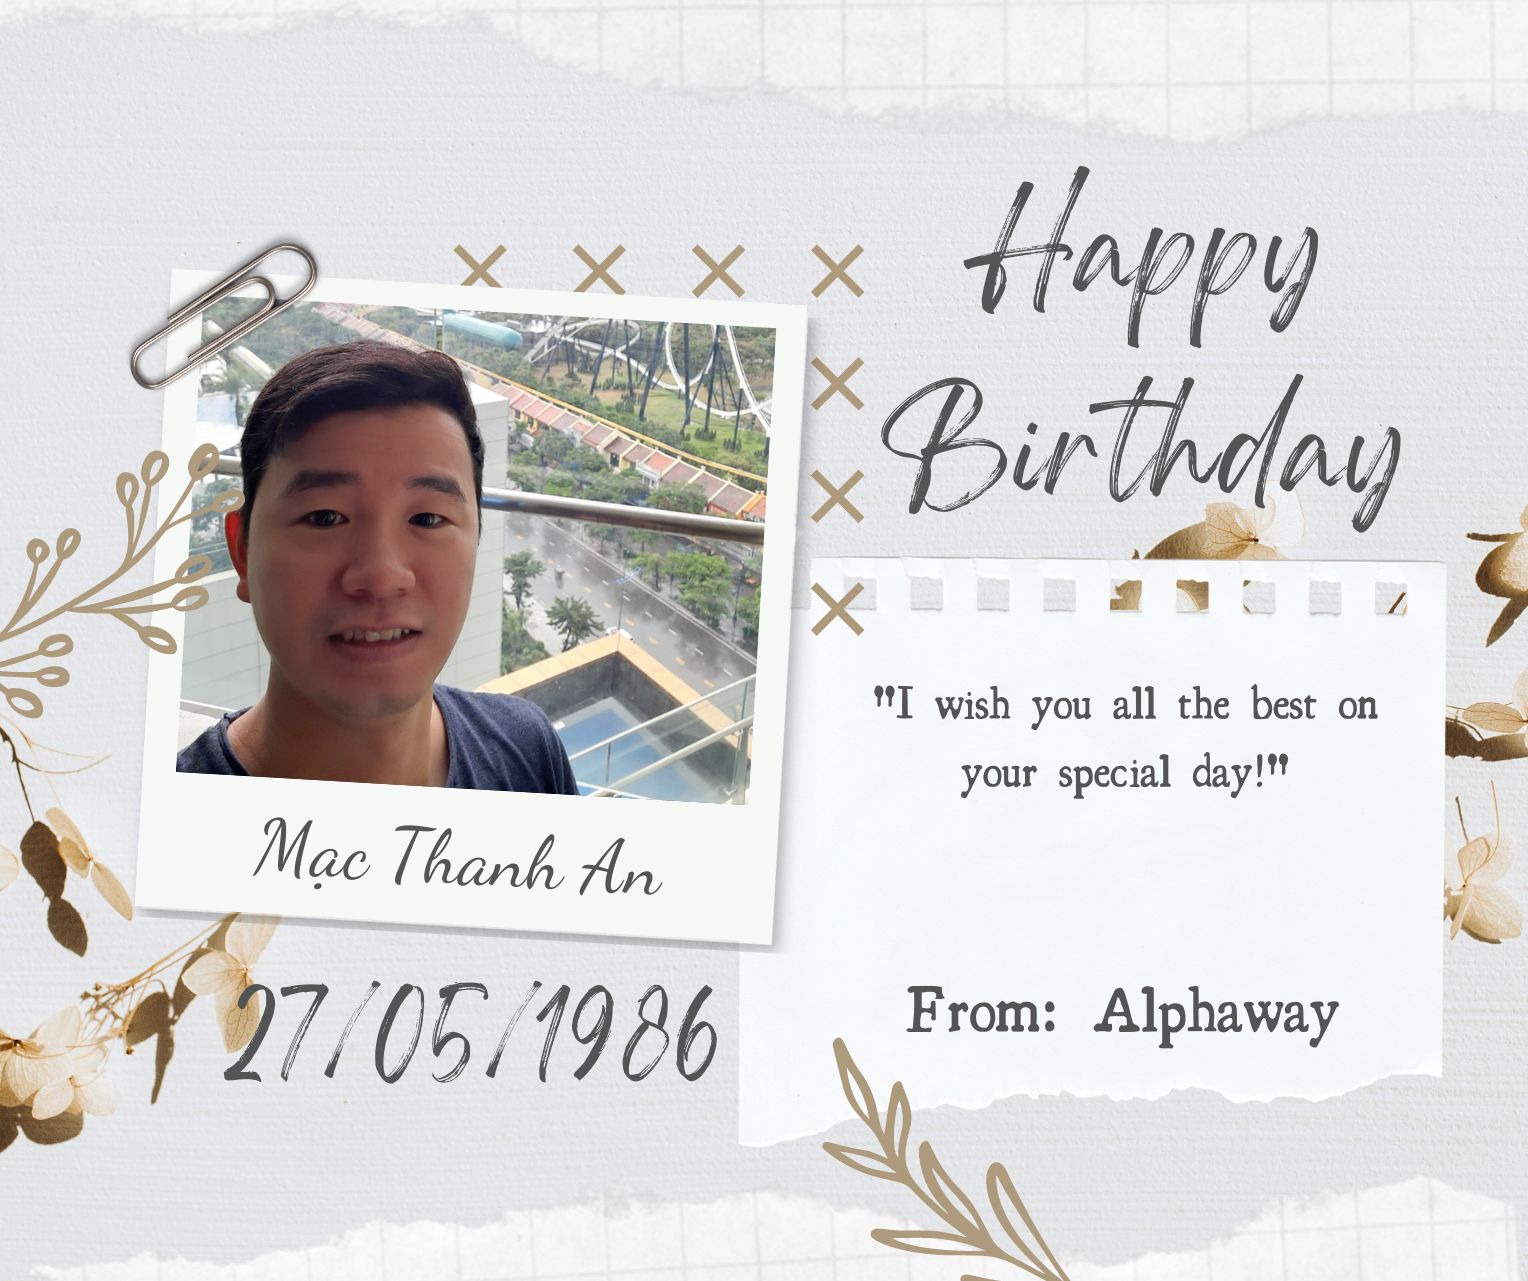 Happy
Birthday
Mạc Thanh An
27/05/1986
"I wish you all the best on
your special day!"
From: Alphaway